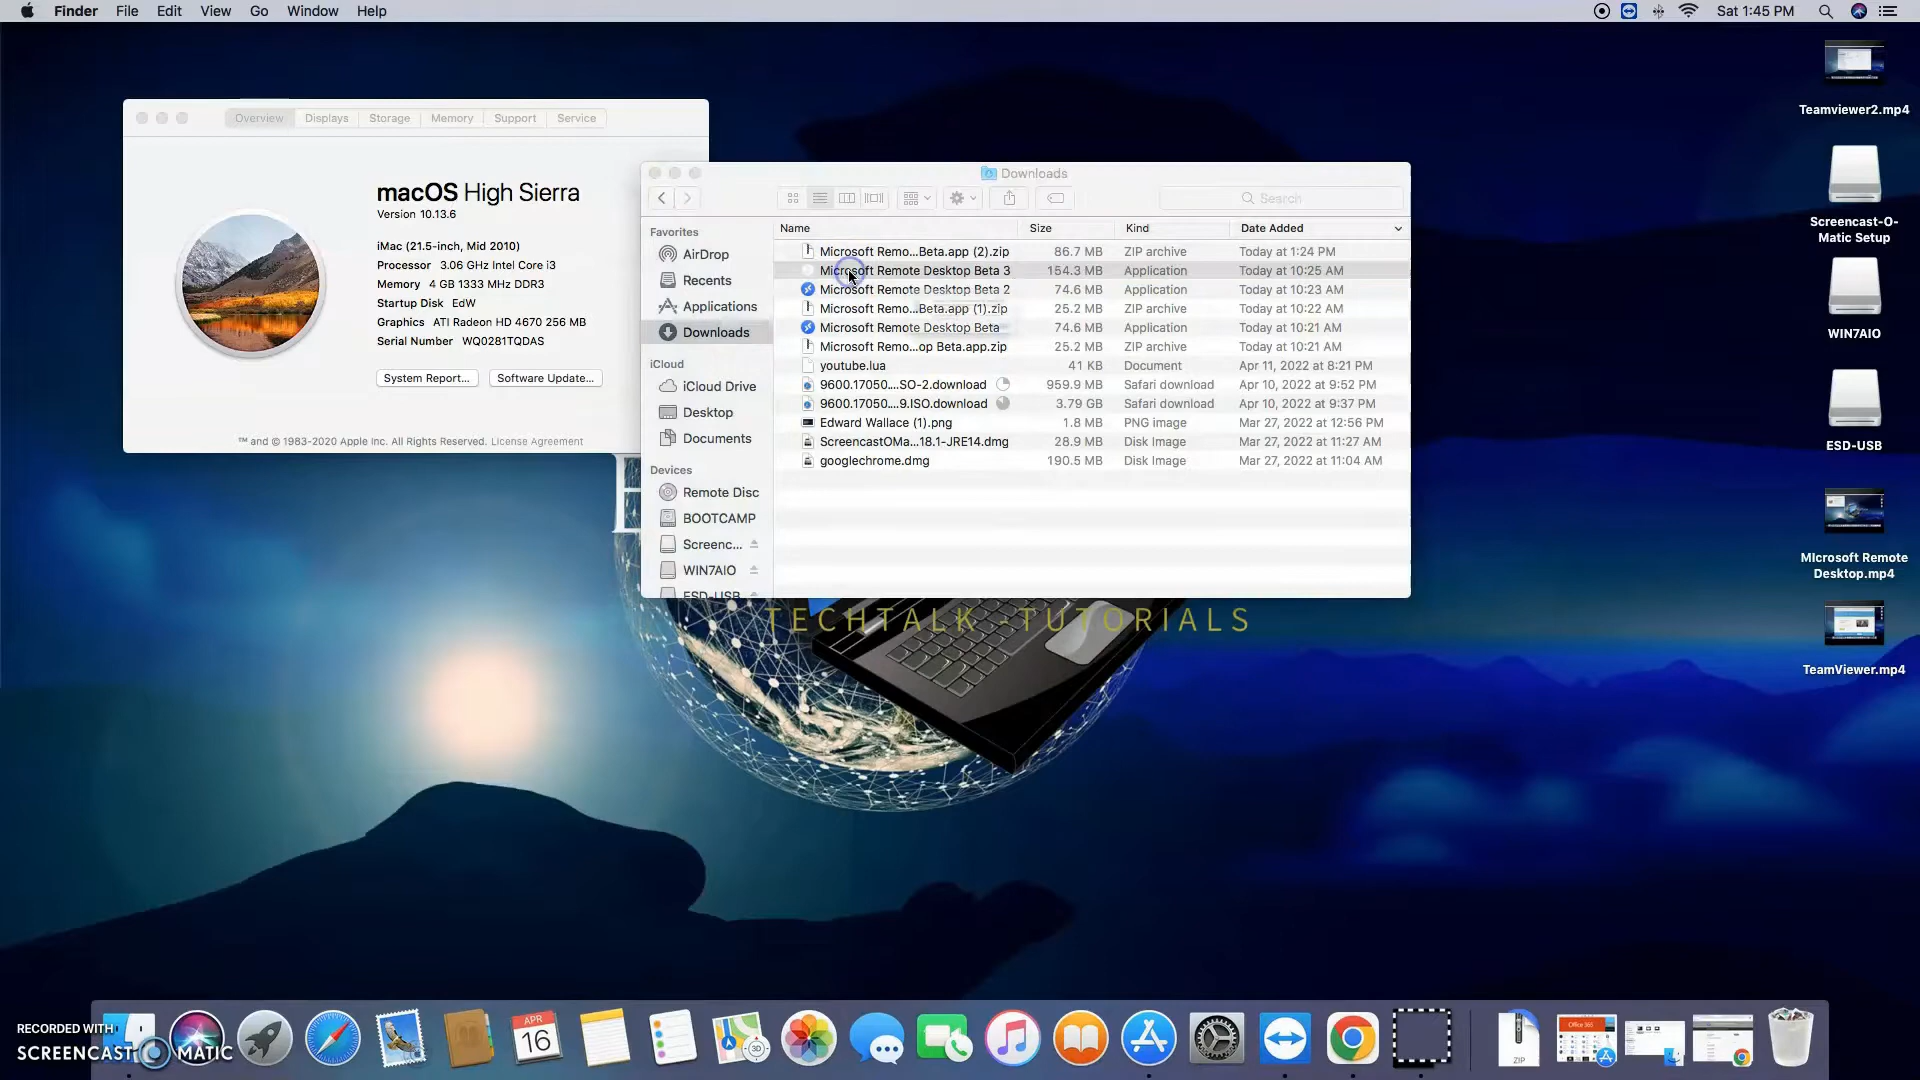 Finder File Edit View Go Window Help Sat 1:45 PM
Overview Displays Storage Memory Support Service
macOS High Sierra
Version 10.13.6
iMac (21.5-inch, Mid 2010)
Processor 3.06 GHz Intel Core i3
Memory 4 GB 1333 MHz DDR3
Startup Disk EdW
Graphics ATI Radeon HD 4670 256 MB
Serial Number WQ0281TQDAS
System Report... Software Update...
™ and © 1983-2020 Apple Inc. All Rights Reserved. License Agreement
Downloads
Search
Favorites
AirDrop
Recents
Applications
Downloads
iCloud
iCloud Drive
Desktop
Documents
Devices
Remote Disc
BOOTCAMP
Screenc...
WIN7AIO
ESD-USB
Name Size Kind Date Added
Microsoft Remo...Beta.app (2).zip 86.7 MB ZIP archive Today at 1:24 PM
Microsoft Remote Desktop Beta 3 154.3 MB Application Today at 10:25 AM
Microsoft Remote Desktop Beta 2 74.6 MB Application Today at 10:23 AM
Microsoft Remo...Beta.app (1).zip 25.2 MB ZIP archive Today at 10:22 AM
Microsoft Remote Desktop Beta 74.6 MB Application Today at 10:21 AM
Microsoft Remo...op Beta.app.zip 25.2 MB ZIP archive Today at 10:21 AM
youtube.lua 41 KB Document Apr 11, 2022 at 8:21 PM
9600.17050....SO-2.download 959.9 MB Safari download Apr 10, 2022 at 9:52 PM
9600.17050....9.ISO.download 3.79 GB Safari download Apr 10, 2022 at 9:37 PM
Edward Wallace (1).png 1.8 MB PNG image Mar 27, 2022 at 12:56 PM
ScreencastOMa...18.1-JRE14.dmg 28.9 MB Disk Image Mar 27, 2022 at 11:27 AM
googlechrome.dmg 190.5 MB Disk Image Mar 27, 2022 at 11:04 AM
Teamviewer2.mp4
Screencast-O-
Matic Setup
WIN7AIO
ESD-USB
MIcrosoft Remote
Desktop.mp4
TeamViewer.mp4
TECHTALK -TUTORIALS
RECORDED WITH
SCREENCAST MATIC
APR
16
3D
ZIP
Office 365